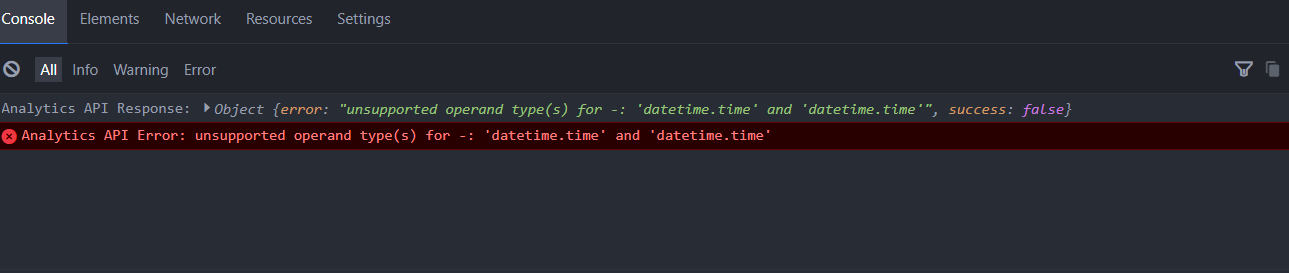 Console Elements Network Resources Settings
All Info Warning Error
Analytics API Response: Object {error: "unsupported operand type(s) for -: 'datetime.time' and 'datetime.time'", success: false}
Analytics API Error: unsupported operand type(s) for -: 'datetime.time' and 'datetime.time'